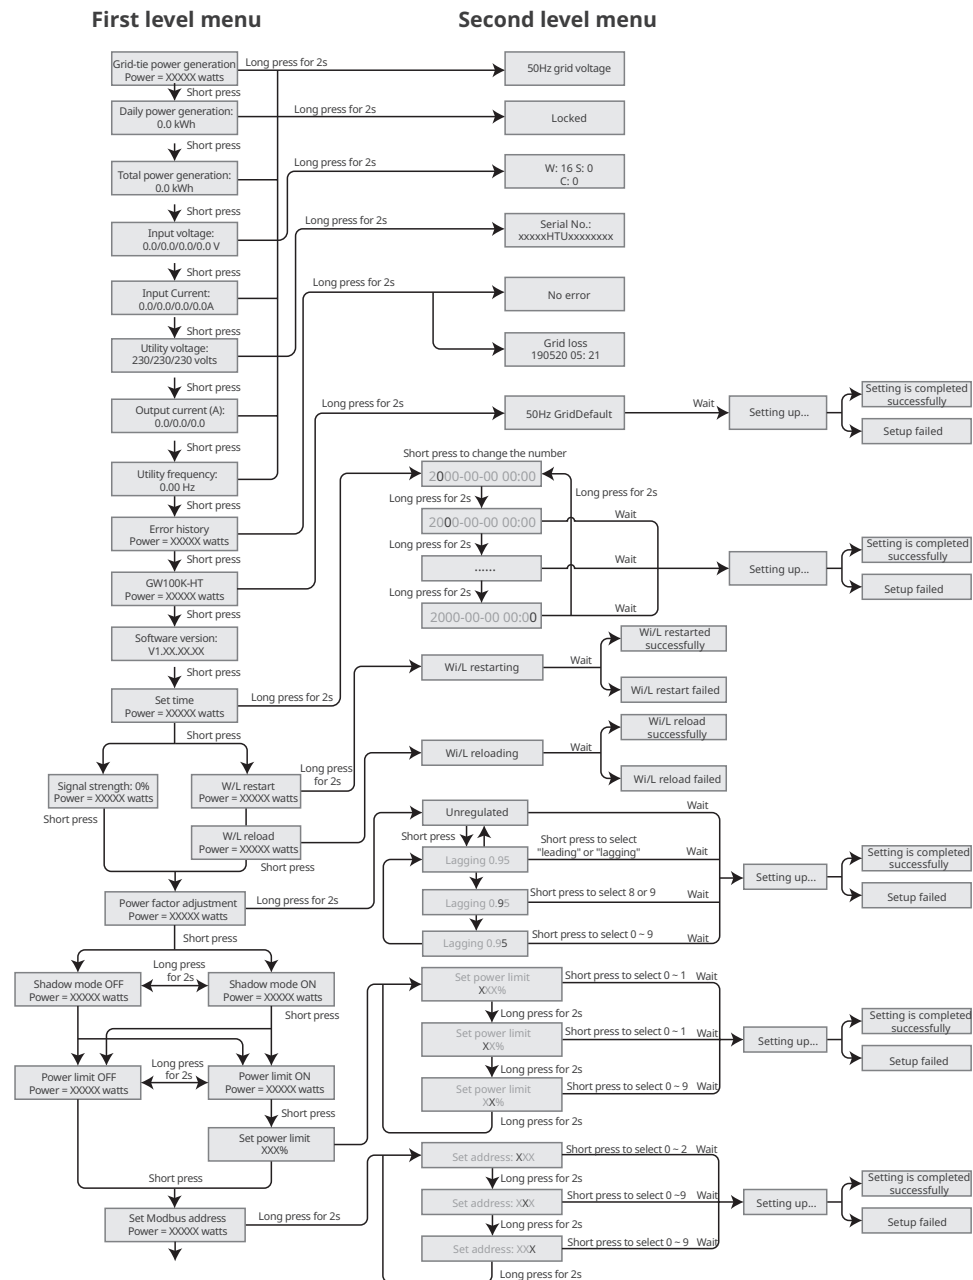 First level menu
Second level menu
Grid-tie power generation
Power = XXXXX watts
Long press for 2s
50Hz grid voltage
Short press
Daily power generation:
0.0 kWh
Long press for 2s
Locked
Short press
Total power generation:
0.0 kWh
Long press for 2s
W: 16 S: 0
C: 0
Short press
Input voltage:
0.0/0.0/0.0/0.0 V
Long press for 2s
Serial No.:
xxxxxHTUxxxxxxxx
Short press
Input Current:
0.0/0.0/0.0/0.0A
Long press for 2s
No error
Short press
Utility voltage:
230/230/230 volts
Grid loss
190520 05: 21
Short press
Output current (A):
0.0/0.0/0.0
Long press for 2s
50Hz GridDefault
Wait
Setting up...
Setting is completed
successfully
Setup failed
Short press
Utility frequency:
0.00 Hz
Short press to change the number
2000-00-00 00:00
Long press for 2s
Long press for 2s
Short press
Error history
Power = XXXXX watts
2000-00-00 00:00
Wait
Short press
Long press for 2s
GW100K-HT
Power = XXXXX watts
......
Wait
Setting up...
Setting is completed
successfully
Setup failed
Long press for 2s
Short press
2000-00-00 00:00
Wait
Software version:
V1.XX.XX.XX
Short press
Wi/L restarting
Wait
Wi/L restarted
successfully
Wi/L restart failed
Set time
Power = XXXXX watts
Long press for 2s
Short press
Wi/L reloading
Wait
Wi/L reload
successfully
Wi/L reload failed
Signal strength: 0%
Power = XXXXX watts
W/L restart
Power = XXXXX watts
Long press
for 2s
Short press
W/L reload
Power = XXXXX watts
Short press
Unregulated
Wait
Short press
Short press to select
"leading" or "lagging"
Lagging 0.95
Wait
Setting up...
Setting is completed
successfully
Setup failed
Power factor adjustment
Power = XXXXX watts
Long press for 2s
Lagging 0.95
Short press to select 8 or 9
Wait
Short press
Lagging 0.95
Short press to select 0 ~ 9
Wait
Shadow mode OFF
Power = XXXXX watts
Long press
for 2s
Shadow mode ON
Power = XXXXX watts
Short press
Set power limit
XXX%
Short press to select 0 ~ 1
Wait
Long press for 2s
Set power limit
XX%
Short press to select 0 ~ 1
Wait
Setting up...
Setting is completed
successfully
Setup failed
Long press for 2s
Power limit OFF
Power = XXXXX watts
Long press
for 2s
Power limit ON
Power = XXXXX watts
Set power limit
XX%
Short press to select 0 ~ 9
Wait
Long press for 2s
Short press
Set power limit
XXX%
Short press
Set address: XXX
Short press to select 0 ~ 2
Wait
Long press for 2s
Set address: XXX
Short press to select 0 ~9
Wait
Setting up...
Setting is completed
successfully
Setup failed
Long press for 2s
Set Modbus address
Power = XXXXX watts
Long press for 2s
Set address: XXX
Short press to select 0 ~ 9
Wait
Long press for 2s